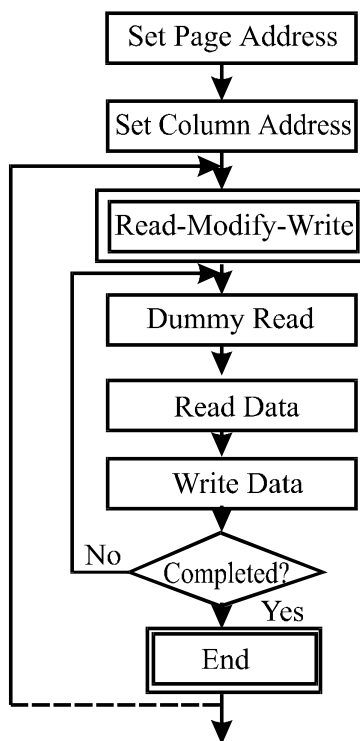 Set Page Address
Set Column Address
Read-Modify-Write
Dummy Read
Read Data
Write Data
No
Completed?
Yes
End